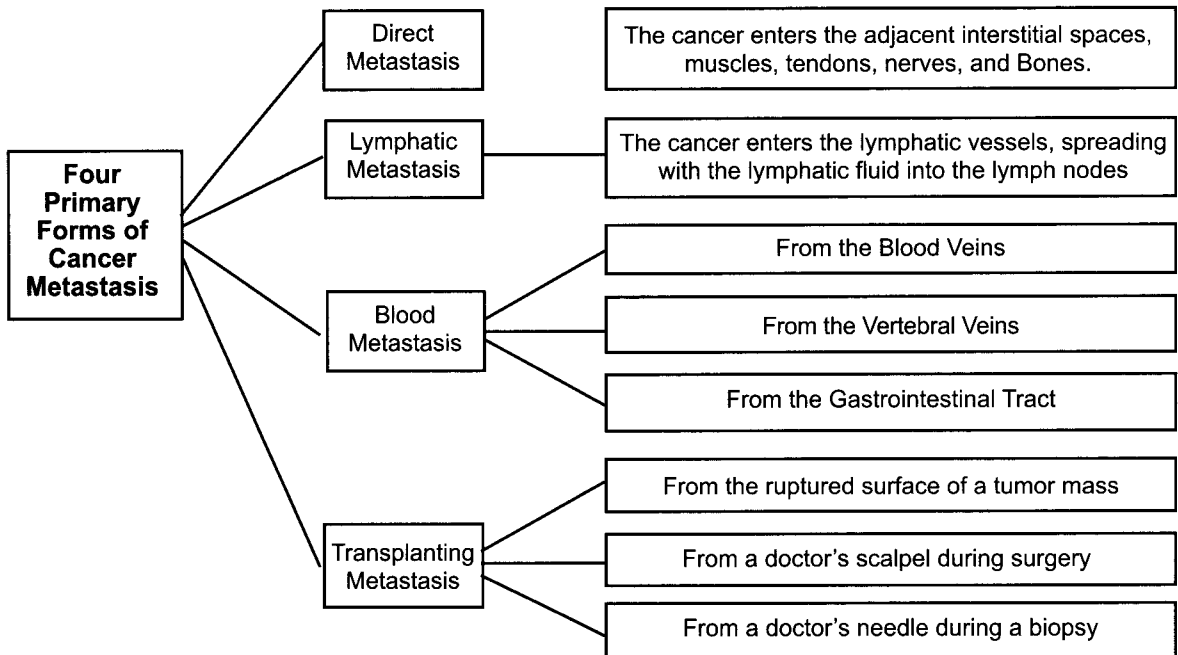 Four
Primary
Forms of
Cancer
Metastasis
Direct
Metastasis
The cancer enters the adjacent interstitial spaces,
muscles, tendons, nerves, and Bones.
Lymphatic
Metastasis
The cancer enters the lymphatic vessels, spreading
with the lymphatic fluid into the lymph nodes
Blood
Metastasis
From the Blood Veins
From the Vertebral Veins
From the Gastrointestinal Tract
Transplanting
Metastasis
From the ruptured surface of a tumor mass
From a doctor's scalpel during surgery
From a doctor's needle during a biopsy